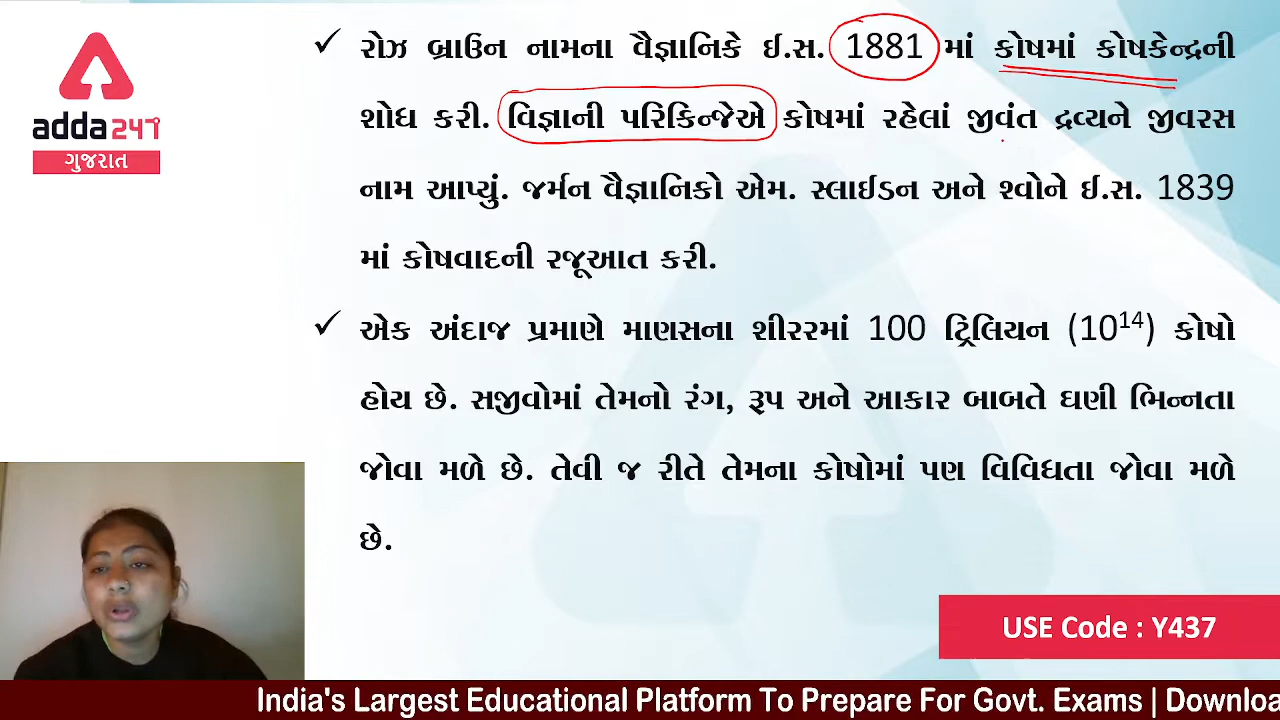 adda247
ગુજરાત
✓ રોઝ બ્રાઉન નામના વૈજ્ઞાનિકે ઈ.સ. 1881 માં કોષમાં કોષકેન્દ્રની
શોધ કરી. વિજ્ઞાની પરિકિન્જેએ કોષમાં રહેલાં જીવંત દ્રવ્યને જીવરસ
નામ આપ્યું. જર્મન વૈજ્ઞાનિકો એમ. સ્લાઈડન અને શ્વોને ઈ.સ. 1839
માં કોષવાદની રજૂઆત કરી.
✓ એક અંદાજ પ્રમાણે માણસના શીરરમાં 100 ટ્રિલિયન (10¹⁴) કોષો
હોય છે. સજીવોમાં તેમનો રંગ, રૂપ અને આકાર બાબતે ઘણી ભિન્નતા
જોવા મળે છે. તેવી જ રીતે તેમના કોષોમાં પણ વિવિધતા જોવા મળે
છે.
USE Code : Y437
India's Largest Educational Platform To Prepare For Govt. Exams | Downloa